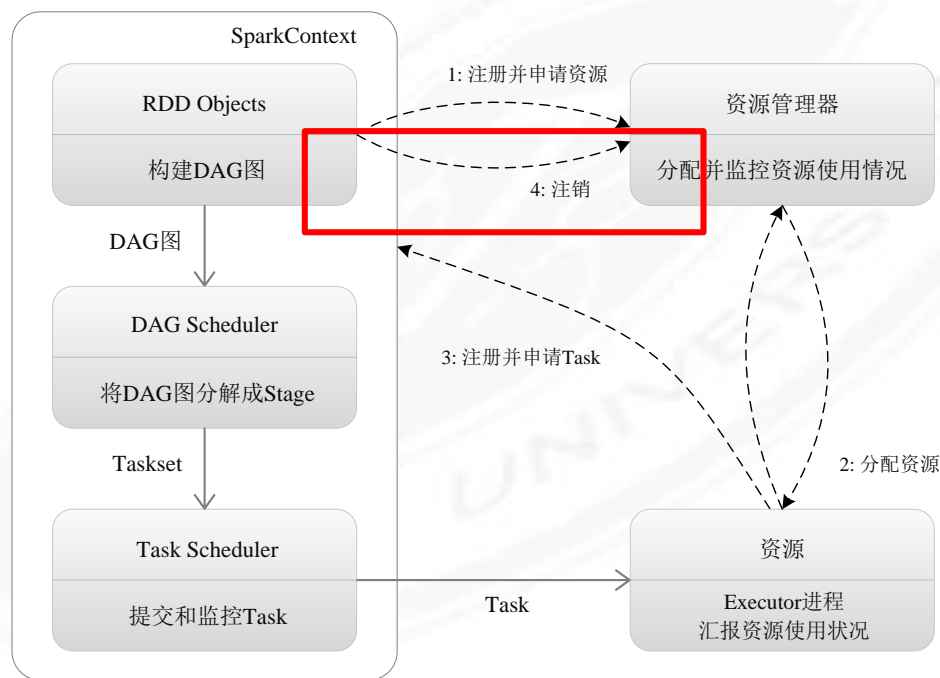 SparkContext
RDD Objects
构建DAG图
1: 注册并申请资源
4: 注销
资源管理器
分配并监控资源使用情况
DAG图
DAG Scheduler
将DAG图分解成Stage
3: 注册并申请Task
2: 分配资源
Taskset
Task Scheduler
提交和监控Task
Task
资源
Executor进程
汇报资源使用状况
UNIVERS